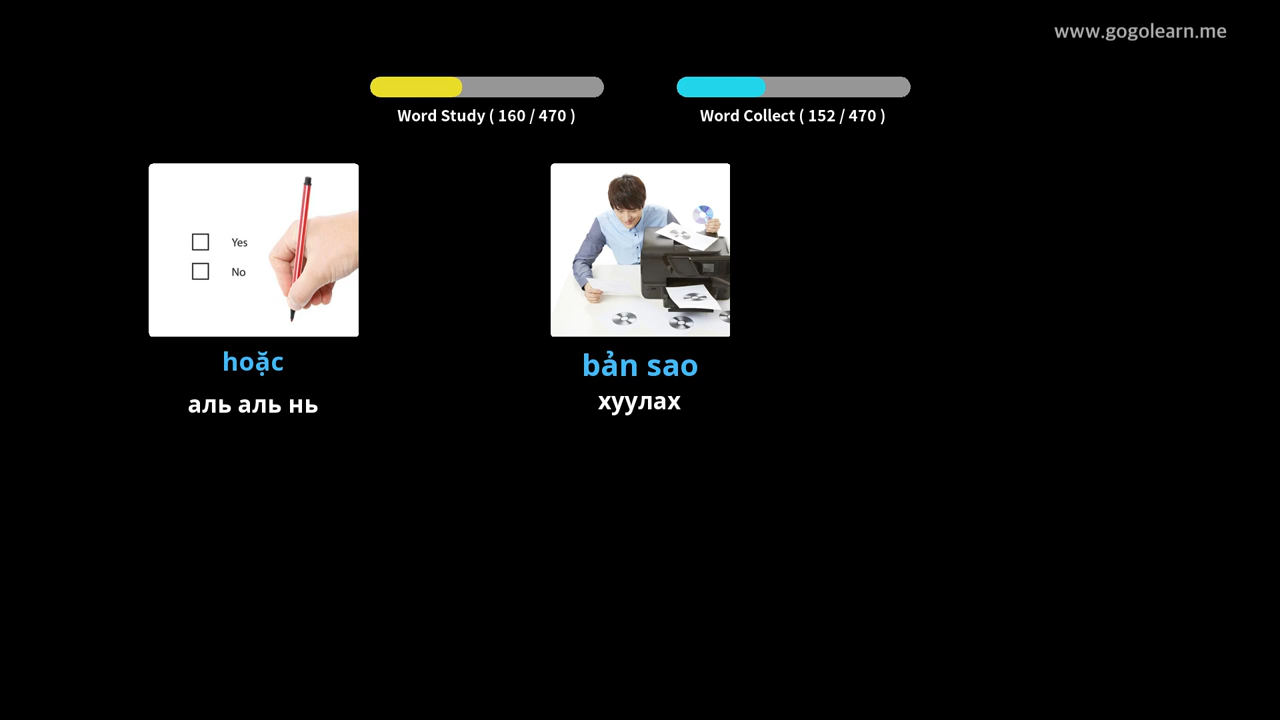 www.gogolearn.me
Word Study ( 160 / 470 )
Word Collect ( 152 / 470 )
Yes
No
hoặc
аль аль нь
bản sao
хуулах